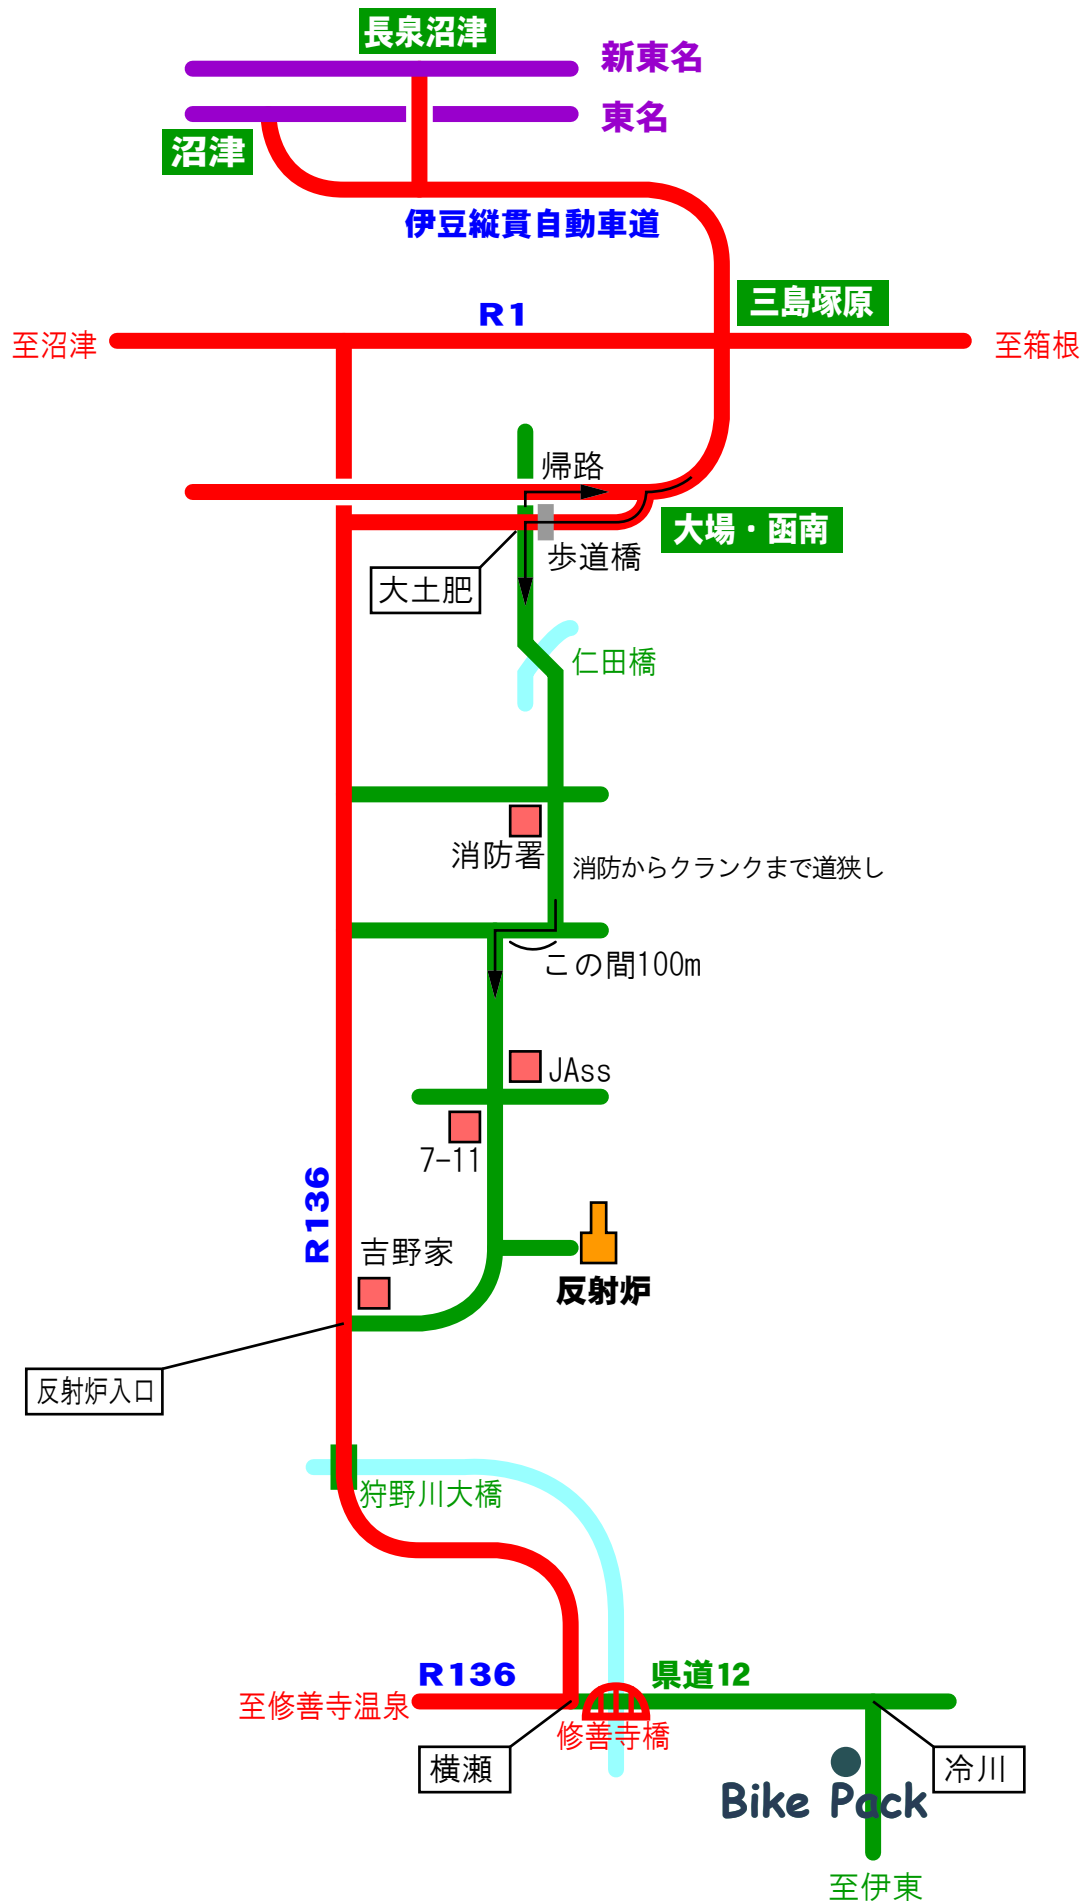 長泉沼津
新東名
東名
沼津
伊豆縦貫自動車道
三島塚原
R1
至沼津
至箱根
帰路
大場・函南
歩道橋
大土肥
仁田橋
消防署
消防からクランクまで道狭し
この間100m
JAss
7-11
R136
吉野家
反射炉
反射炉入口
狩野川大橋
R136
県道12
至修善寺温泉
修善寺橋
横瀬
冷川
Bike Pack
至伊東